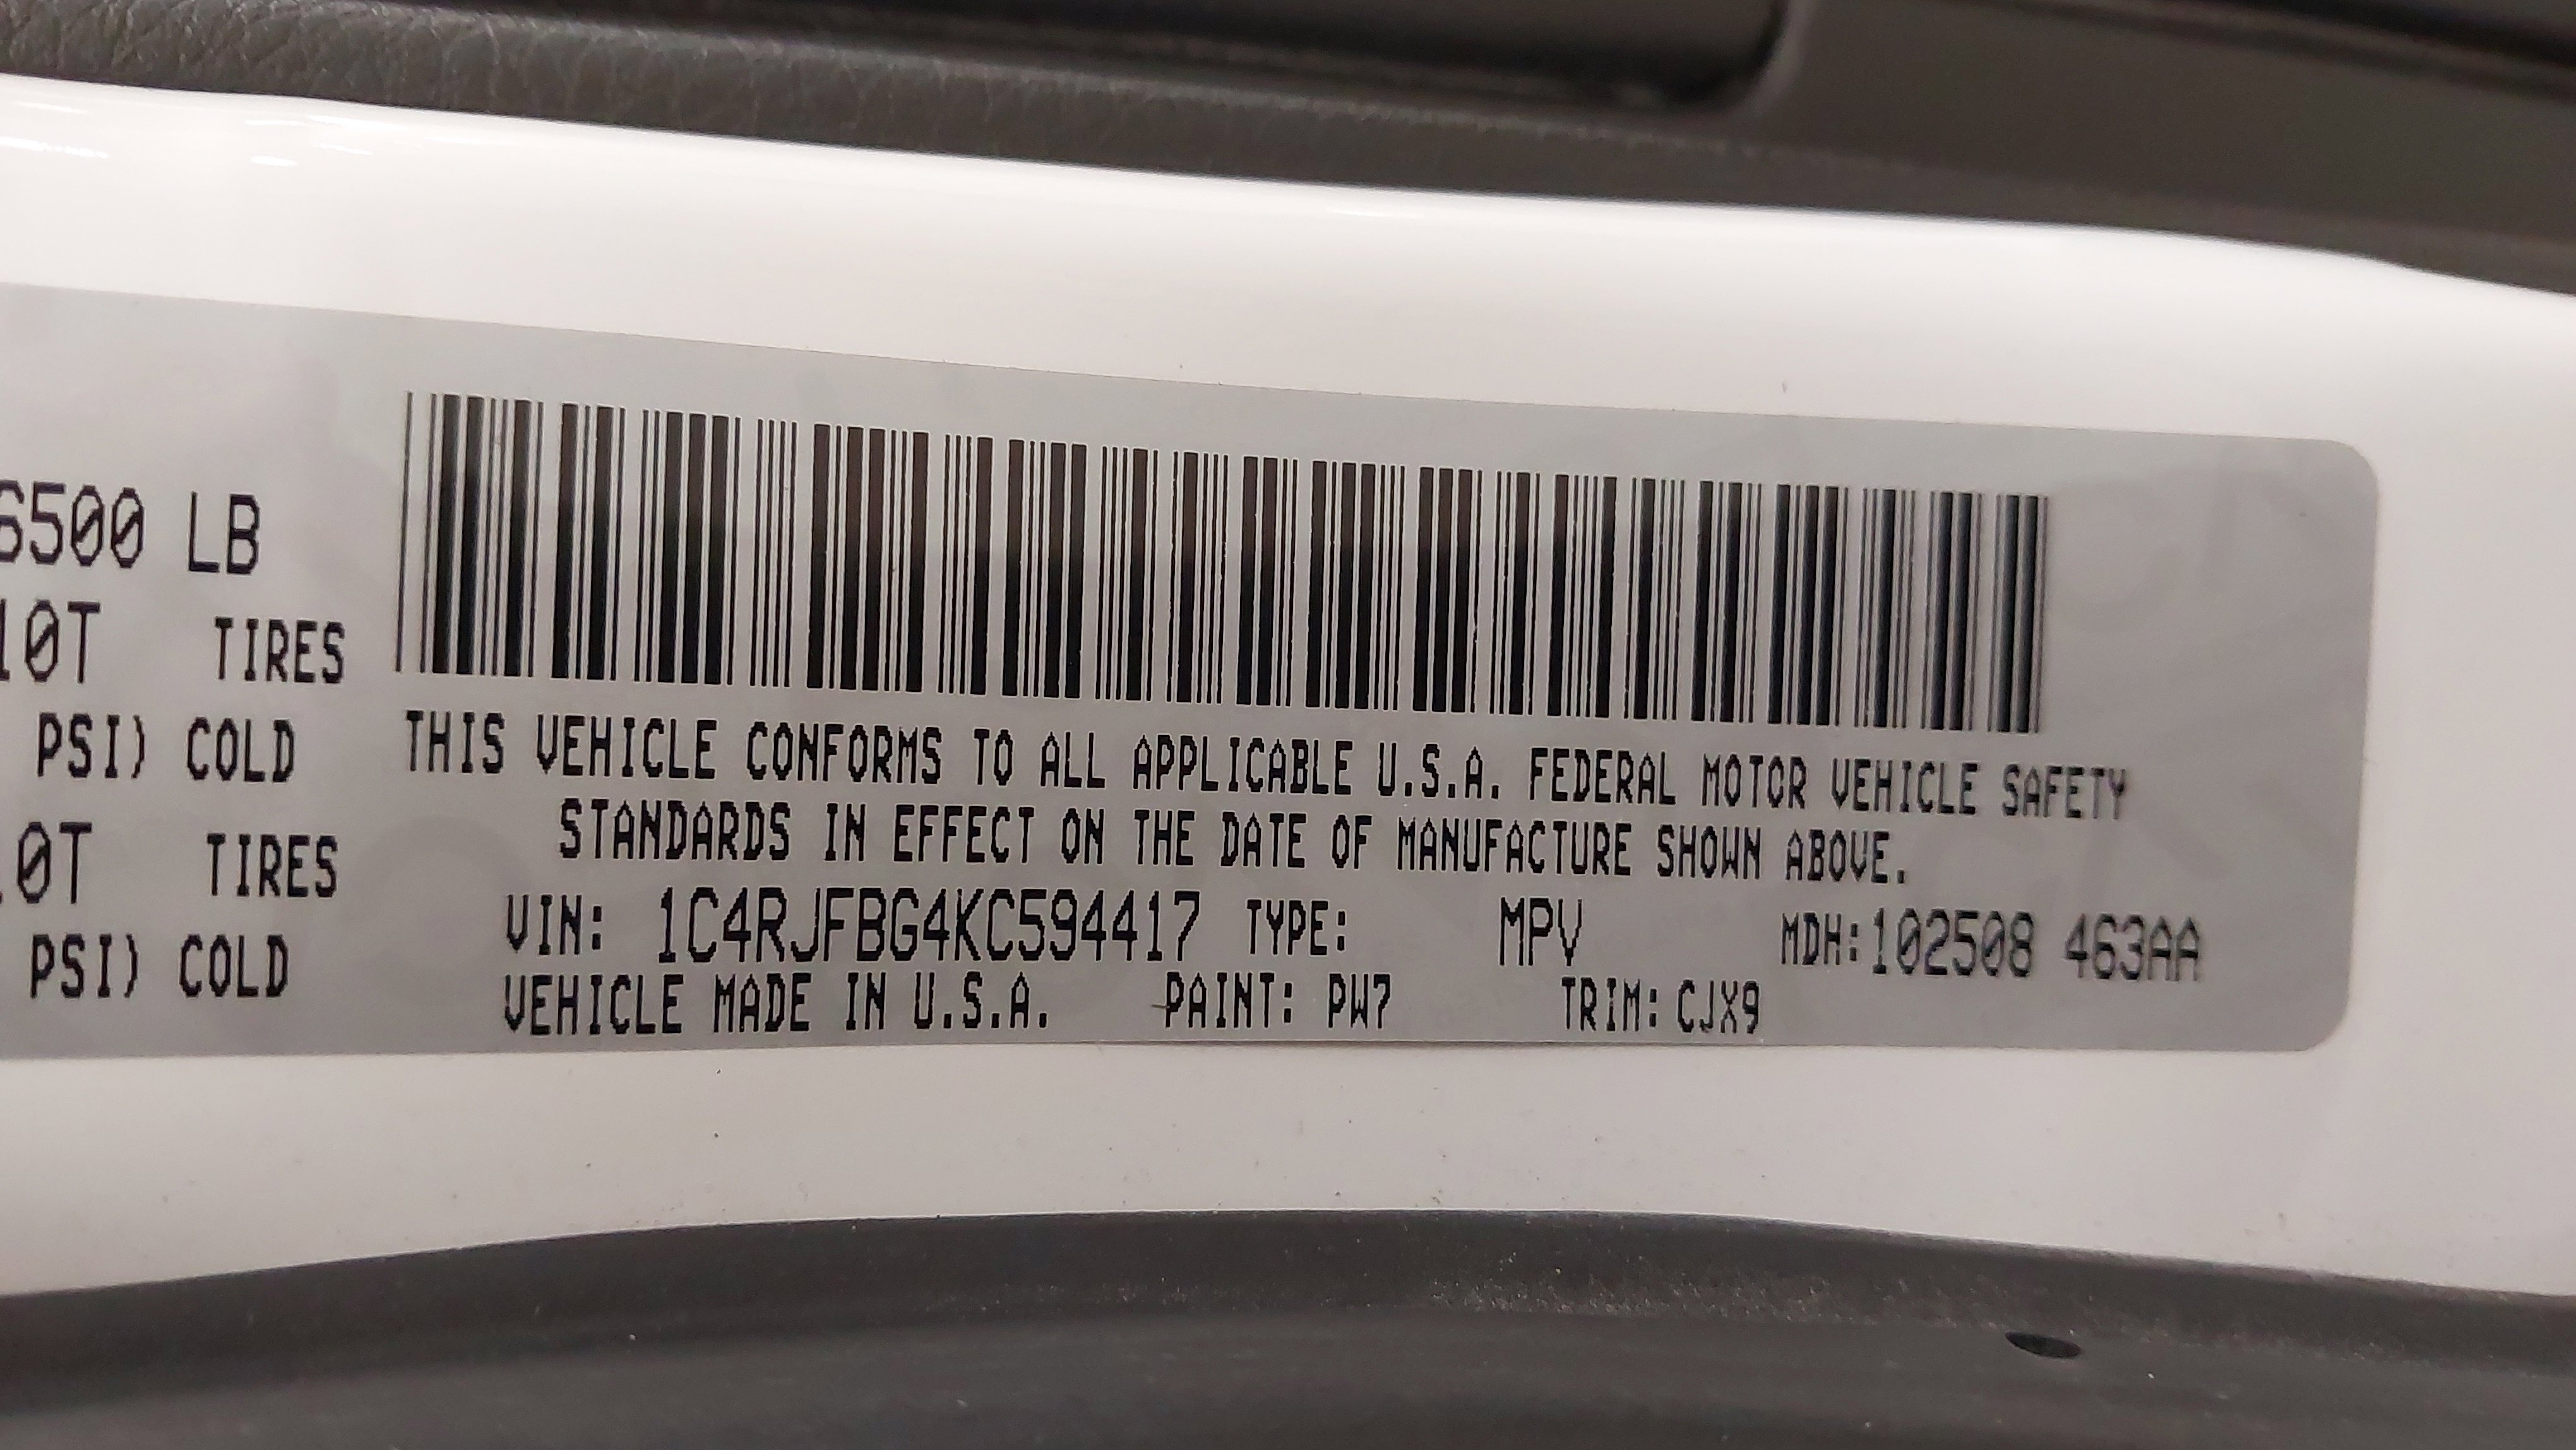 6500 LB
10T TIRES
PSI) COLD
0T TIRES
PSI) COLD
THIS VEHICLE CONFORMS TO ALL APPLICABLE U.S.A. FEDERAL MOTOR VEHICLE SAFETY
STANDARDS IN EFFECT ON THE DATE OF MANUFACTURE SHOWN ABOVE.
VIN: 1C4RJFBG4KC594417 TYPE: MPV MDH:102508 463AA
VEHICLE MADE IN U.S.A. PAINT: PW7 TRIM: CJX9